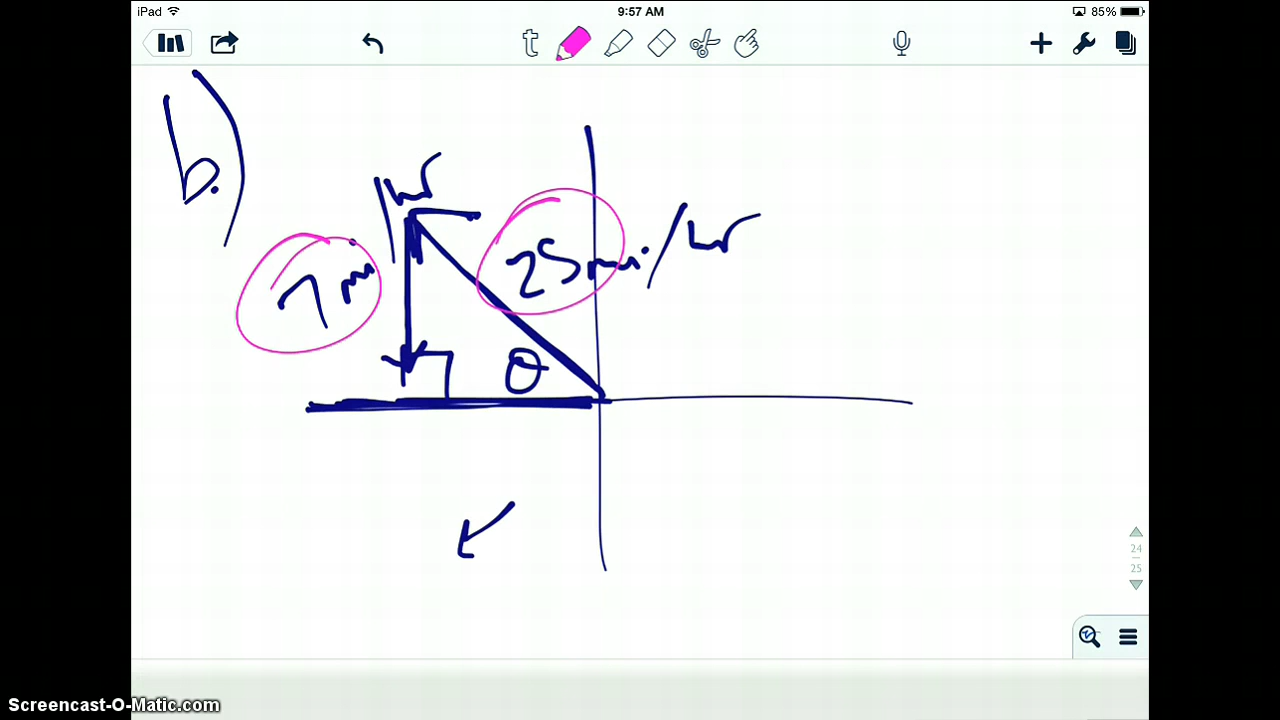 iPad 9:57 AM 85%
t
b.)
7 mi/hr
25 mi/hr
θ
24
25
Screencast-O-Matic.com